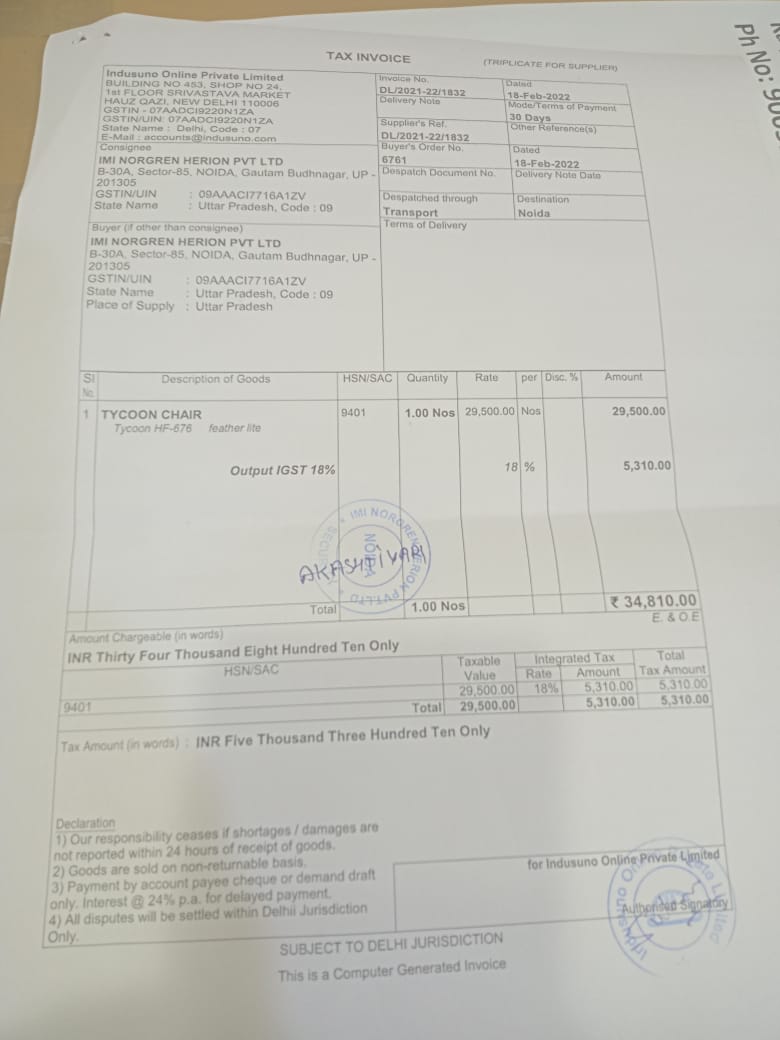 Ph No: 900
TAX INVOICE
(TRIPLICATE FOR SUPPLIER)
Indusuno Online Private Limited
BUILDING NO 453, SHOP NO 24,
1st FLOOR SRIVASTAVA MARKET
HAUZ QAZI, NEW DELHI 110006
GSTIN - 07AADCI9220N1ZA
GSTIN/UIN: 07AADCI9220N1ZA
State Name : Delhi, Code : 07
E-Mail : accounts@indusuno.com
Invoice No.
DL/2021-22/1832
Dated
18-Feb-2022
Delivery Note
Mode/Terms of Payment
30 Days
Supplier's Ref.
DL/2021-22/1832
Other Reference(s)
Consignee
IMI NORGREN HERION PVT LTD
B-30A, Sector-85, NOIDA, Gautam Budhnagar, UP -
201305
GSTIN/UIN : 09AAACI7716A1ZV
State Name : Uttar Pradesh, Code : 09
Buyer's Order No.
6761
Dated
18-Feb-2022
Despatch Document No.
Delivery Note Date
Despatched through
Transport
Destination
Noida
Buyer (if other than consignee)
IMI NORGREN HERION PVT LTD
B-30A, Sector-85, NOIDA, Gautam Budhnagar, UP -
201305
GSTIN/UIN : 09AAACI7716A1ZV
State Name : Uttar Pradesh, Code : 09
Place of Supply : Uttar Pradesh
Terms of Delivery
Sl No. Description of Goods HSN/SAC Quantity Rate per Disc. % Amount
1 TYCOON CHAIR 9401 1.00 Nos 29,500.00 Nos 29,500.00
Tycoon HF-676 feather lite
Output IGST 18% 18 % 5,310.00
IMI NORGREN HERION PVT.LTD
NOIDA
AKASH TIVARI
Total 1.00 Nos ₹ 34,810.00
E. & O.E
Amount Chargeable (in words)
INR Thirty Four Thousand Eight Hundred Ten Only
HSN/SAC Taxable Value Integrated Tax Rate Amount Total Tax Amount
9401 29,500.00 18% 5,310.00 5,310.00
Total 29,500.00 5,310.00 5,310.00
Tax Amount (in words) : INR Five Thousand Three Hundred Ten Only
Declaration
1) Our responsibility ceases if shortages / damages are
not reported within 24 hours of receipt of goods.
2) Goods are sold on non-returnable basis.
3) Payment by account payee cheque or demand draft
only. Interest @ 24% p.a. for delayed payment.
4) All disputes will be settled within Delhii Jurisdiction
Only.
for Indusuno Online Private Limited
Indusuno Online Private Limited
Authorised Signatory
SUBJECT TO DELHI JURISDICTION
This is a Computer Generated Invoice